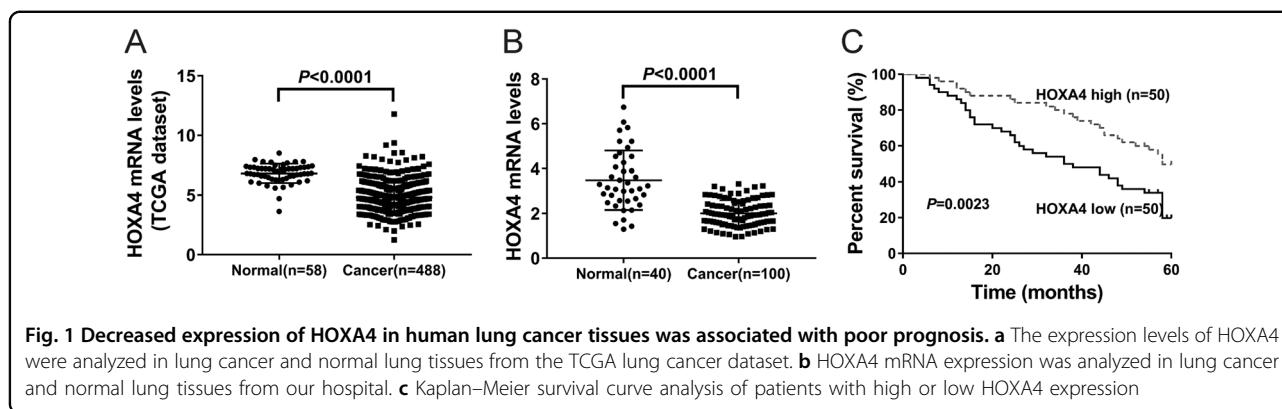 A
HOXA4 mRNA levels
(TCGA dataset)
15
10
5
0
P<0.0001
Normal(n=58)
Cancer(n=488)
B
HOXA4 mRNA levels
8
6
4
2
0
P<0.0001
Normal(n=40)
Cancer(n=100)
C
Percent survival (%)
100
80
60
40
20
0
HOXA4 high (n=50)
P=0.0023
HOXA4 low (n=50)
0
20
40
60
Time (months)
Fig. 1 Decreased expression of HOXA4 in human lung cancer tissues was associated with poor prognosis. a The expression levels of HOXA4
were analyzed in lung cancer and normal lung tissues from the TCGA lung cancer dataset. b HOXA4 mRNA expression was analyzed in lung cancer
and normal lung tissues from our hospital. c Kaplan–Meier survival curve analysis of patients with high or low HOXA4 expression